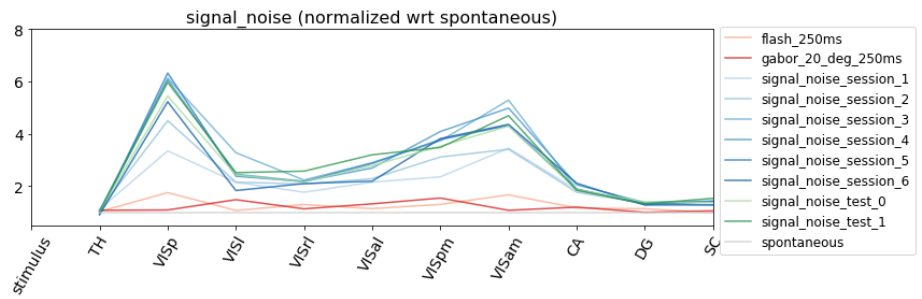 signal_noise (normalized wrt spontaneous)
8
6
4
2
stimulus
TH
VISp
VISl
VISrl
VISal
VISpm
VISam
CA
DG
SC
flash_250ms
gabor_20_deg_250ms
signal_noise_session_1
signal_noise_session_2
signal_noise_session_3
signal_noise_session_4
signal_noise_session_5
signal_noise_session_6
signal_noise_test_0
signal_noise_test_1
spontaneous